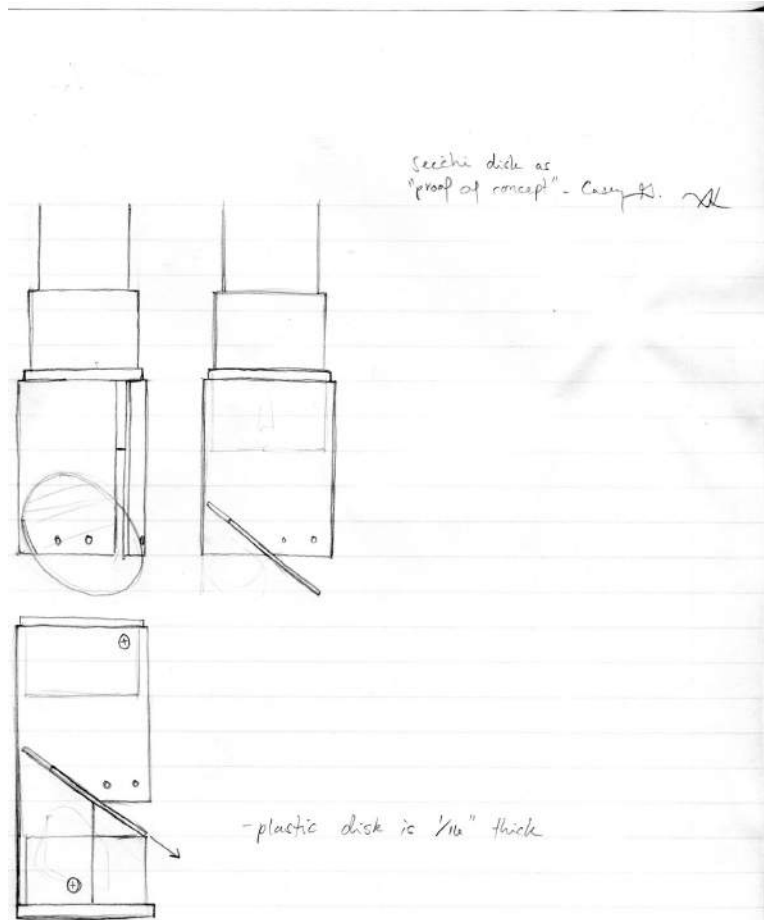 secchi disk as
"proof of concept" - Casey
- plastic disk is 1/16" thick